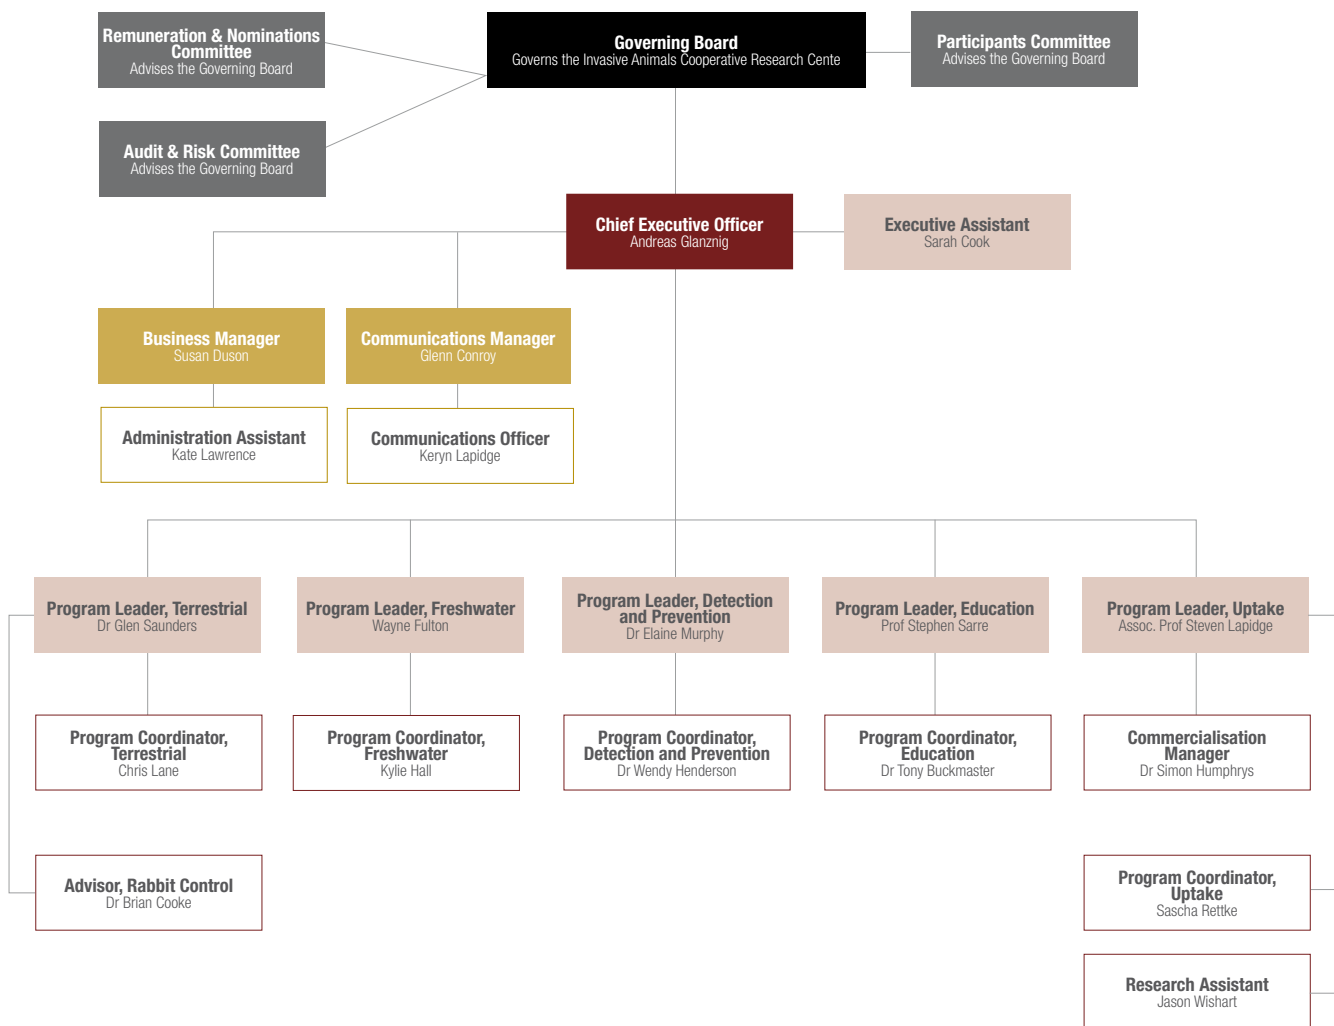 Remuneration & Nominations
Committee
Advises the Governing Board
Governing Board
Governs the Invasive Animals Cooperative Research Cente
Participants Committee
Advises the Governing Board
Audit & Risk Committee
Advises the Governing Board
Chief Executive Officer
Andreas Glanznig
Executive Assistant
Sarah Cook
Business Manager
Susan Duson
Communications Manager
Glenn Conroy
Administration Assistant
Kate Lawrence
Communications Officer
Keryn Lapidge
Program Leader, Terrestrial
Dr Glen Saunders
Program Leader, Freshwater
Wayne Fulton
Program Leader, Detection
and Prevention
Dr Elaine Murphy
Program Leader, Education
Prof Stephen Sarre
Program Leader, Uptake
Assoc. Prof Steven Lapidge
Program Coordinator,
Terrestrial
Chris Lane
Program Coordinator,
Freshwater
Kylie Hall
Program Coordinator,
Detection and Prevention
Dr Wendy Henderson
Program Coordinator,
Education
Dr Tony Buckmaster
Commercialisation
Manager
Dr Simon Humphrys
Advisor, Rabbit Control
Dr Brian Cooke
Program Coordinator,
Uptake
Sascha Rettke
Research Assistant
Jason Wishart